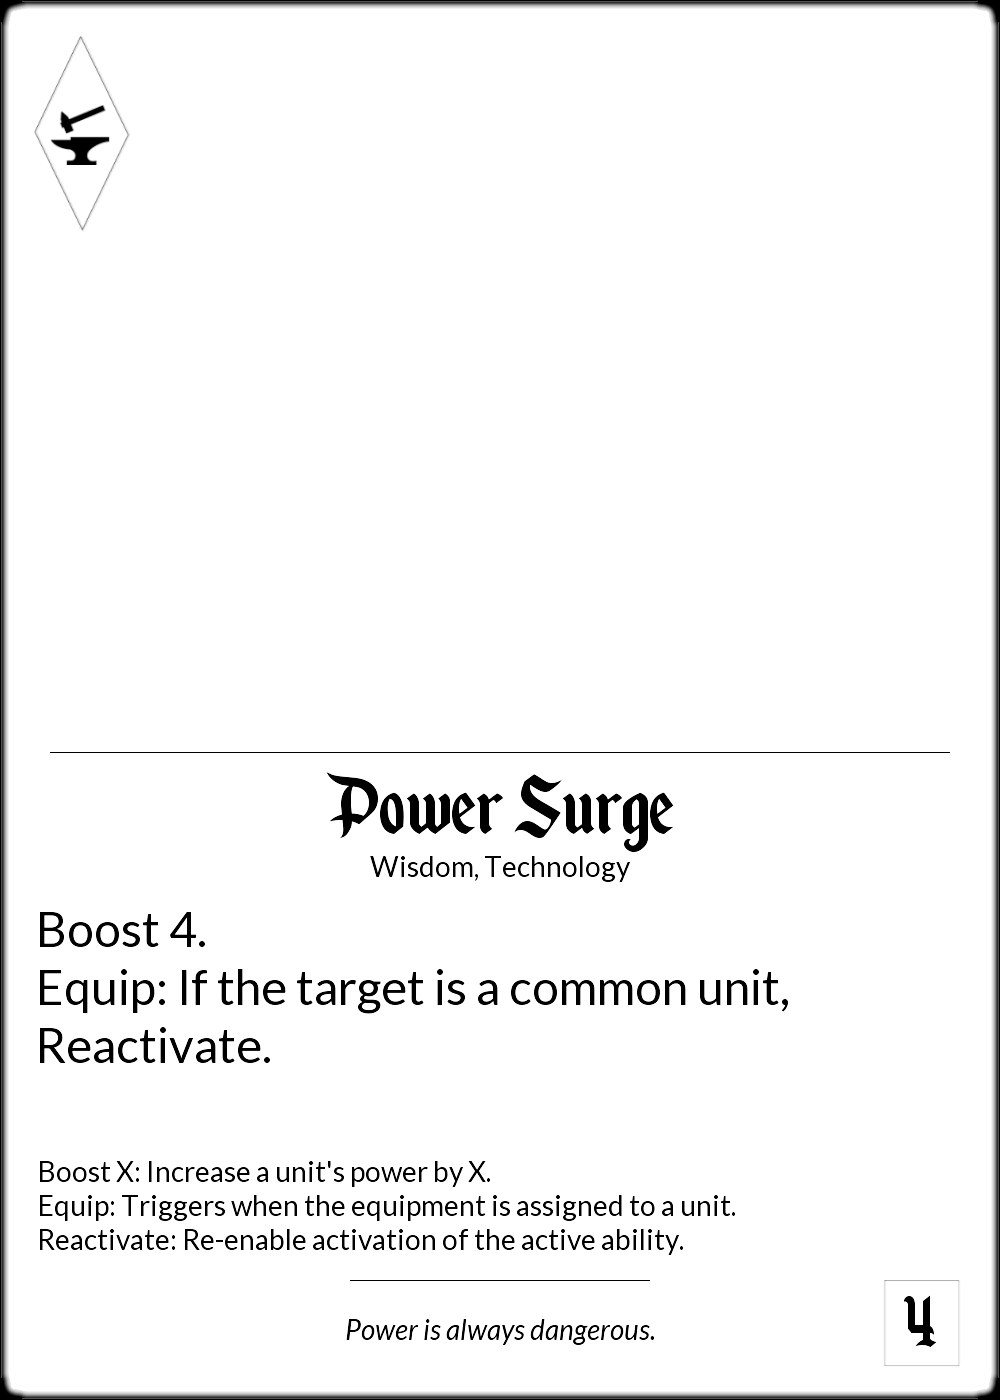 Power Surge
Wisdom, Technology
Boost 4.
Equip: If the target is a common unit,
Reactivate.
Boost X: Increase a unit's power by X.
Equip: Triggers when the equipment is assigned to a unit.
Reactivate: Re-enable activation of the active ability.
Power is always dangerous.
4